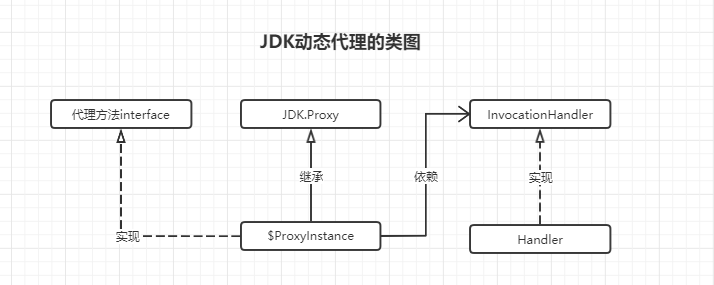 JDK动态代理的类图
代理方法interface
JDK.Proxy
InvocationHandler
继承
依赖
实现
实现
$ProxyInstance
Handler